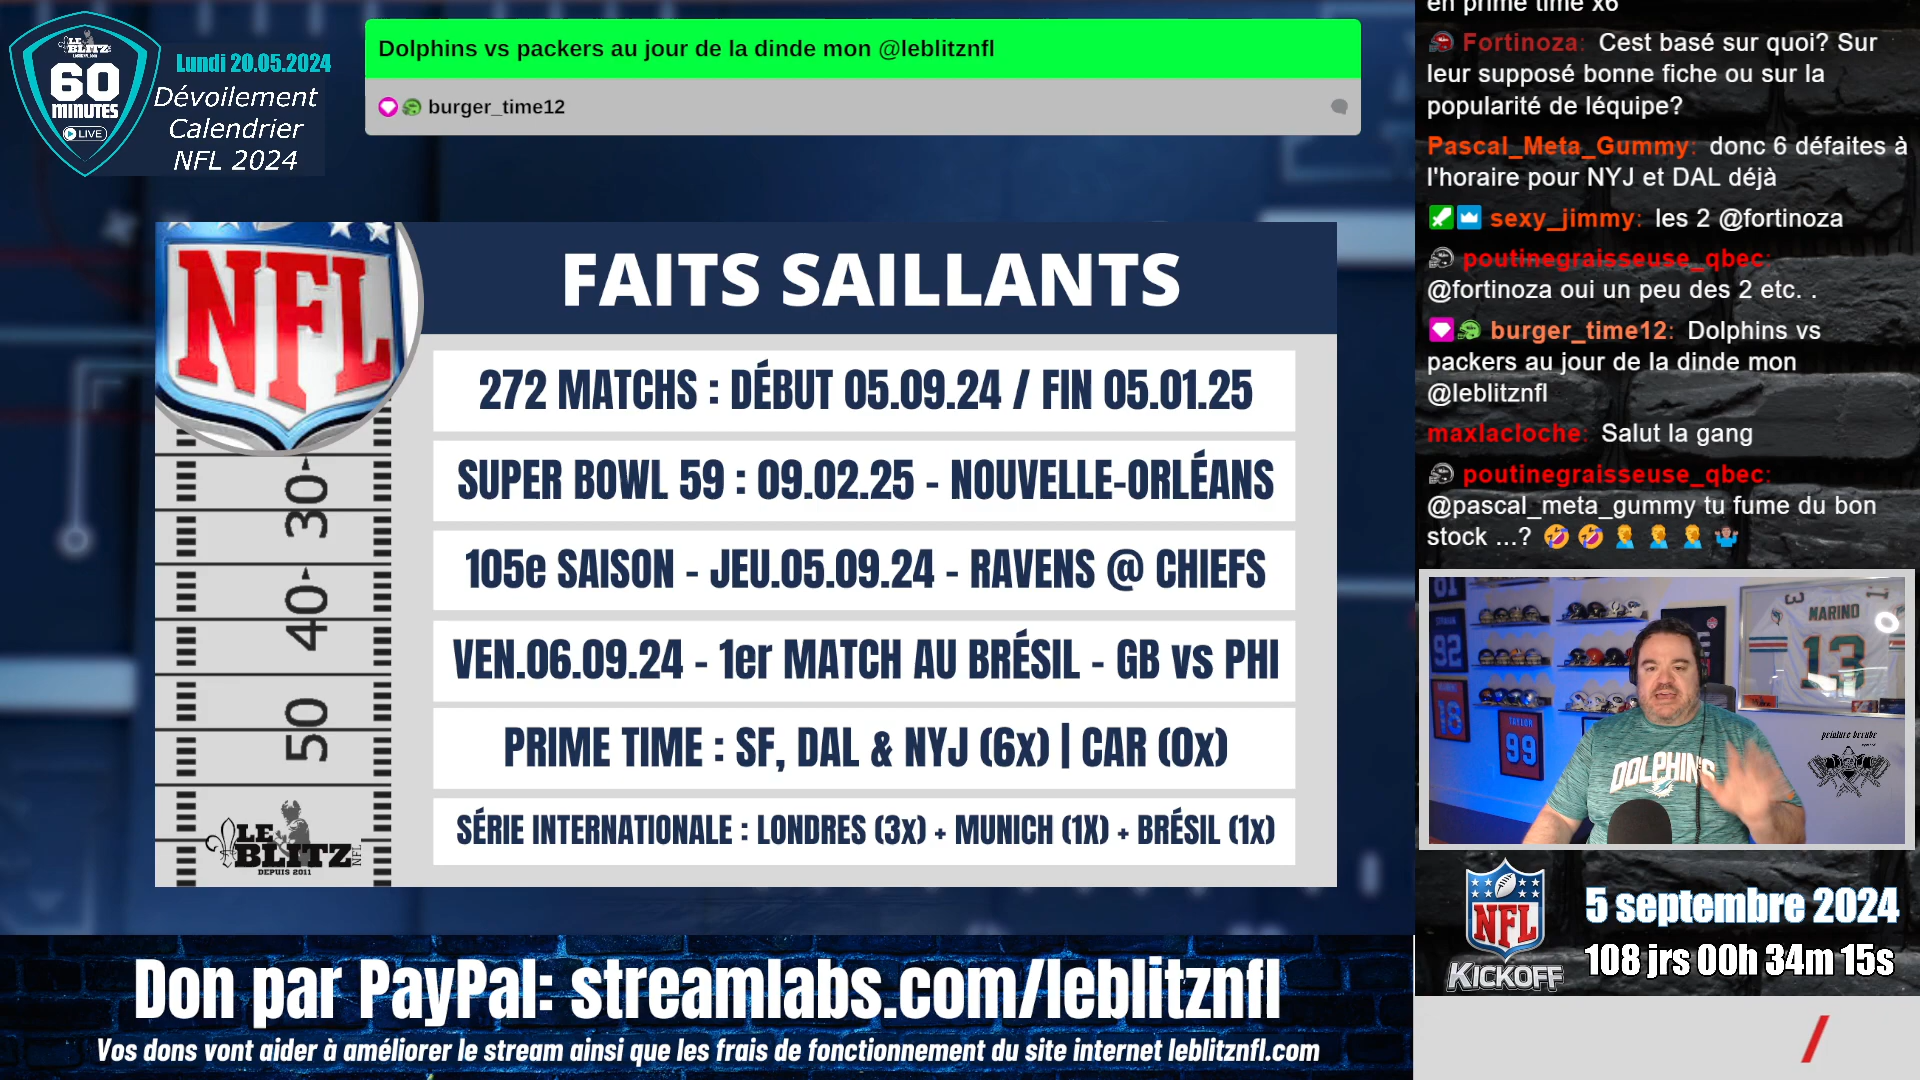 LE BLITZ
60
MINUTES
LIVE
Lundi 20.05.2024
Dévoilement
Calendrier
NFL 2024
Dolphins vs packers au jour de la dinde mon @leblitznfl
burger_time12
NFL
FAITS SAILLANTS
272 MATCHS : DÉBUT 05.09.24 / FIN 05.01.25
SUPER BOWL 59 : 09.02.25 - NOUVELLE-ORLÉANS
105e SAISON - JEU.05.09.24 - RAVENS @ CHIEFS
VEN.06.09.24 - 1er MATCH AU BRÉSIL - GB vs PHI
PRIME TIME : SF, DAL & NYJ (6x) | CAR (0x)
SÉRIE INTERNATIONALE : LONDRES (3x) + MUNICH (1X) + BRÉSIL (1x)
30
40
50
LE
BLITZ
NFL
DEPUIS 2011
Don par PayPal: streamlabs.com/leblitznfl
Vos dons vont aider à améliorer le stream ainsi que les frais de fonctionnement du site internet leblitznfl.com
en prime time x6
Fortinoza: Cest basé sur quoi? Sur
leur supposé bonne fiche ou sur la
popularité de léquipe?
Pascal_Meta_Gummy: donc 6 défaites à
l'horaire pour NYJ et DAL déjà
sexy_jimmy: les 2 @fortinoza
poutinegraisseuse_qbec:
@fortinoza oui un peu des 2 etc. .
burger_time12: Dolphins vs
packers au jour de la dinde mon
@leblitznfl
maxlacloche: Salut la gang
poutinegraisseuse_qbec:
@pascal_meta_gummy tu fume du bon
stock ...?
92
TAYLOR
99
MARINO
13
DOLPHINS
peinture berube
NFL
KICKOFF
5 septembre 2024
108 jrs 00h 34m 15s
/